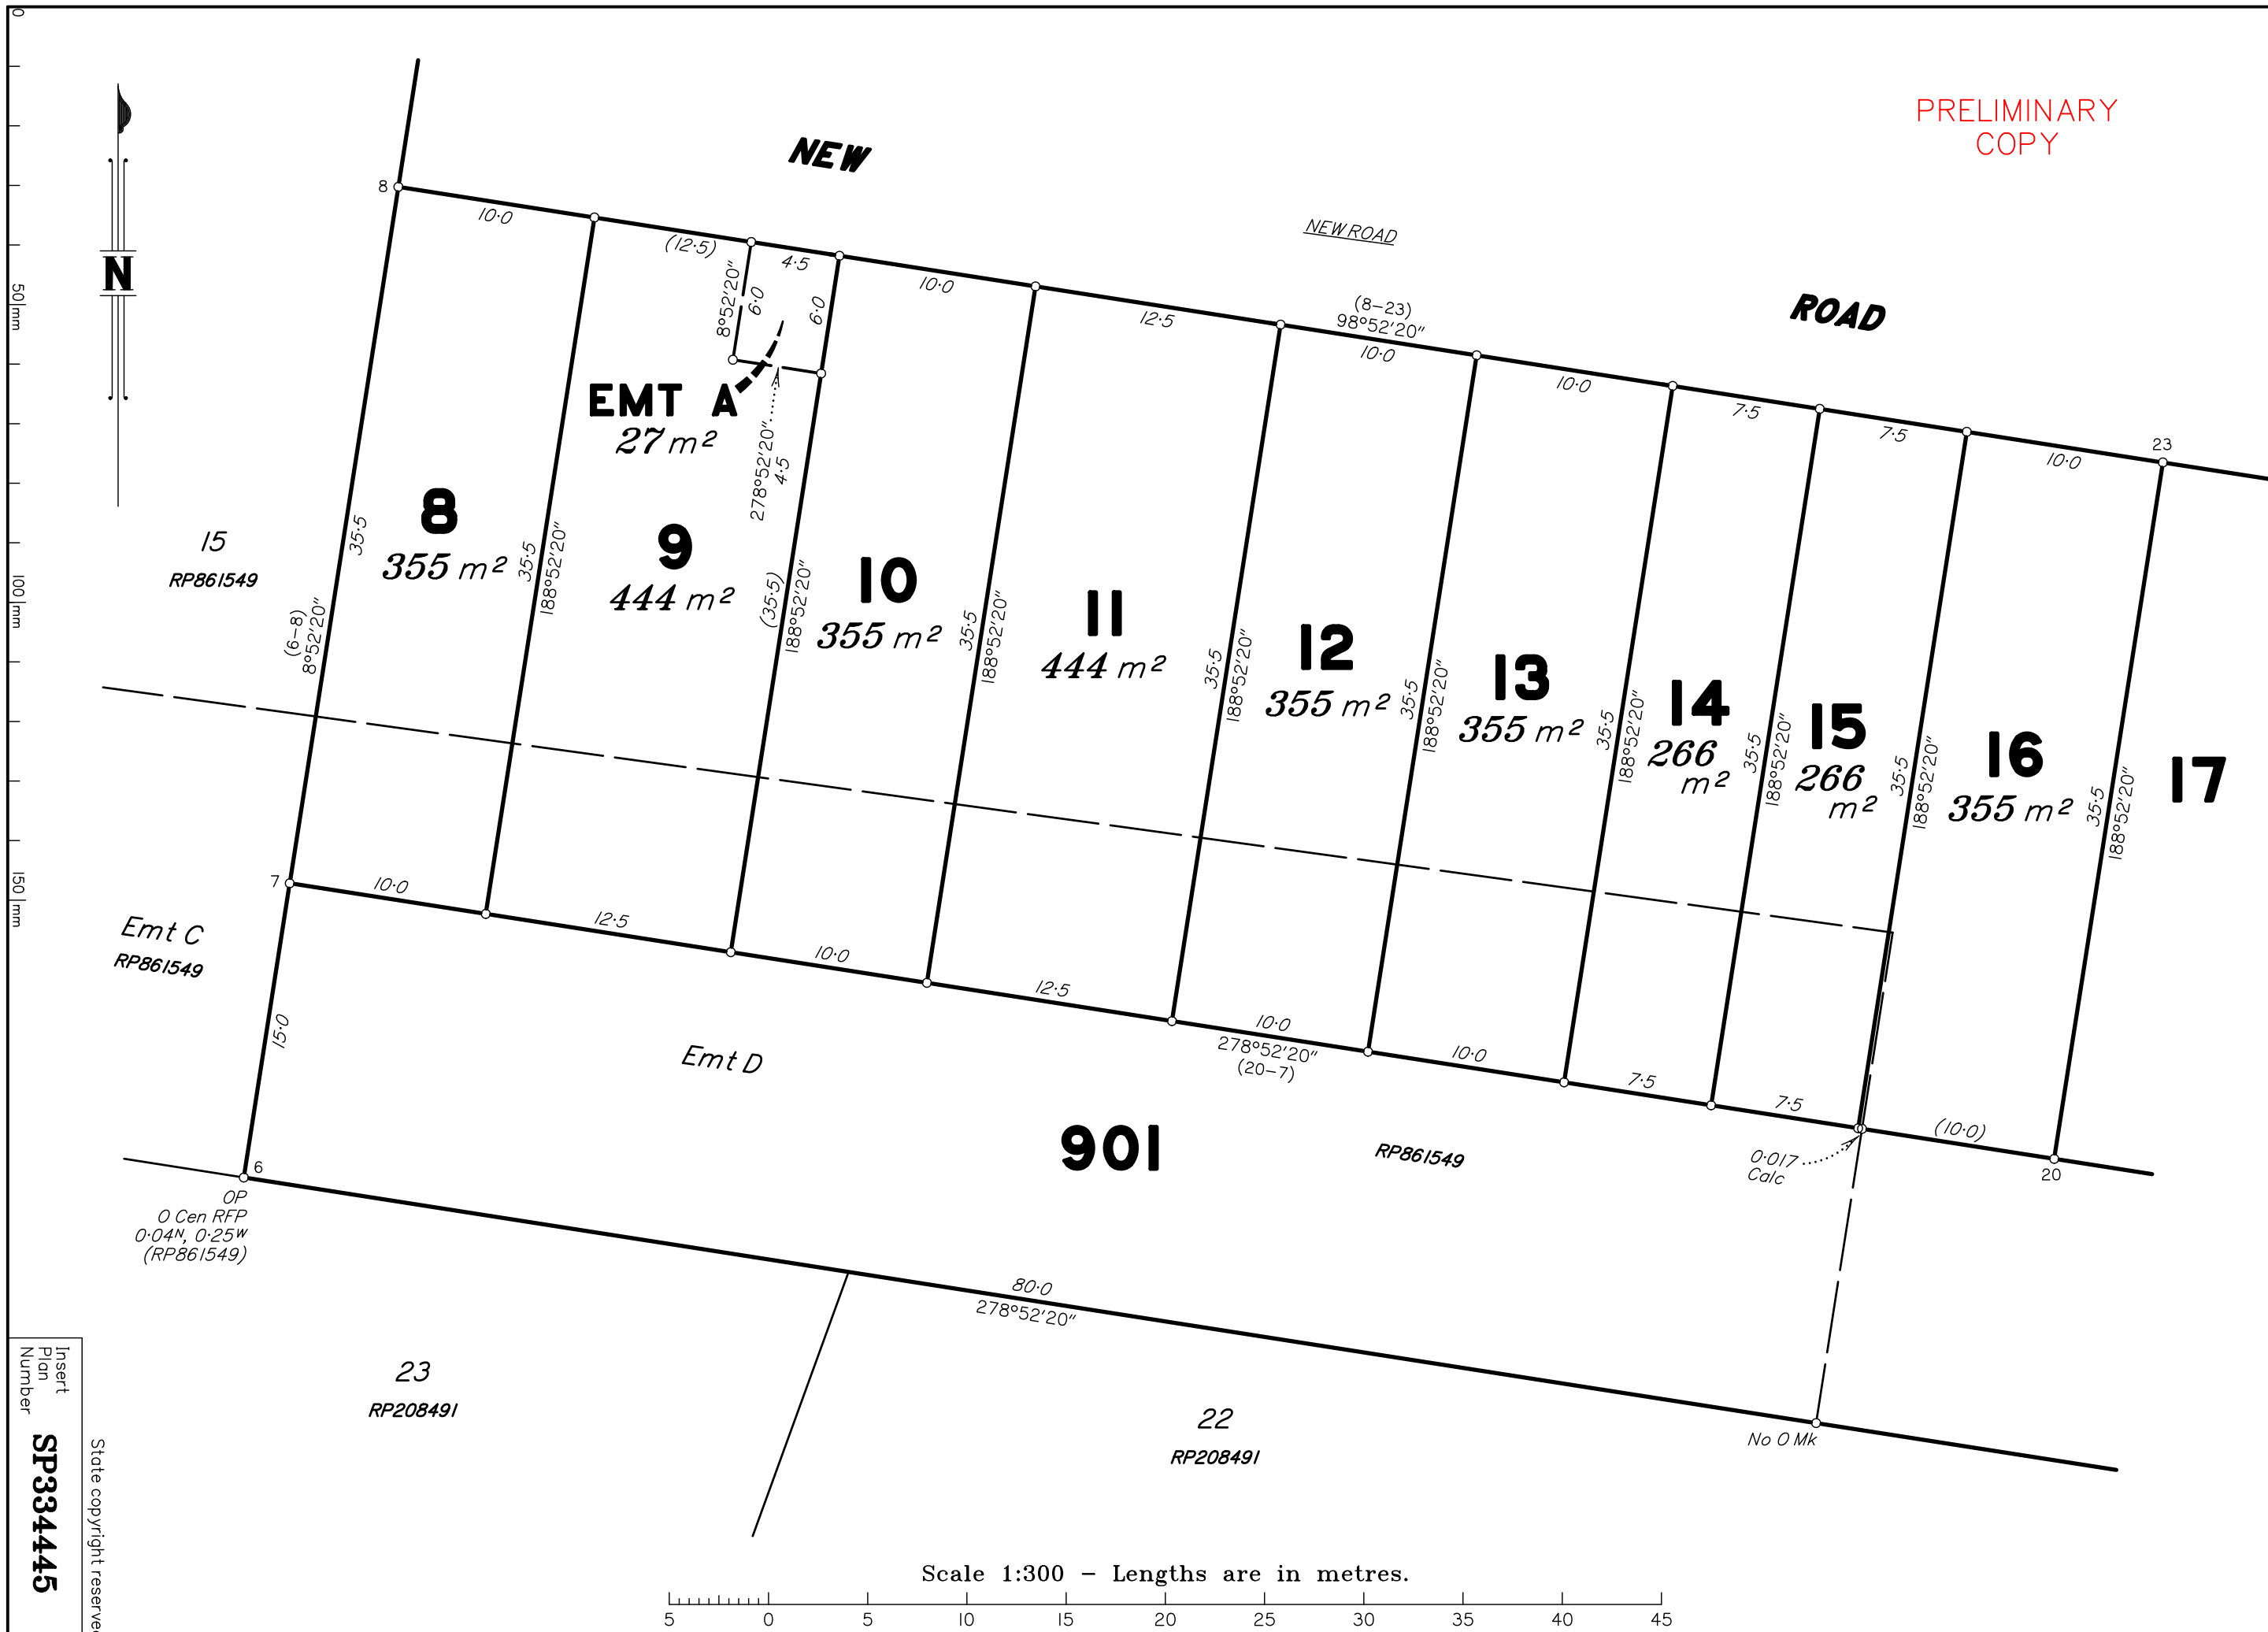 PRELIMINARY
COPY
NEW
NEW ROAD
ROAD
N
0
50 mm
100 mm
150 mm
8
10·0
(12·5)
4·5
10·0
12·5
(8–23)
98°52'20"
10·0
10·0
7·5
7·5
10·0
23
8°52'20"
6·0
6·0
EMT A
27 m²
278°52'20"
4·5
15
RP861549
(6–8)
8°52'20"
35·5
8
355 m²
35·5
188°52'20"
9
444 m²
(35·5)
188°52'20"
10
355 m²
35·5
188°52'20"
11
444 m²
35·5
188°52'20"
12
355 m²
35·5
188°52'20"
13
355 m²
35·5
188°52'20"
14
266
m²
35·5
188°52'20"
15
266
m²
35·5
188°52'20"
16
355 m²
35·5
188°52'20"
17
7
10·0
12·5
10·0
12·5
10·0
278°52'20"
(20–7)
10·0
7·5
7·5
(10·0)
20
0·017
Calc
Emt C
RP861549
15·0
Emt D
901
RP861549
6
OP
O Cen RFP
0·04N, 0·25W
(RP861549)
80·0
278°52'20"
No O Mk
23
RP208491
22
RP208491
Insert
Plan
Number
SP334445
State copyright reserved
Scale 1:300 – Lengths are in metres.
5 0 5 10 15 20 25 30 35 40 45